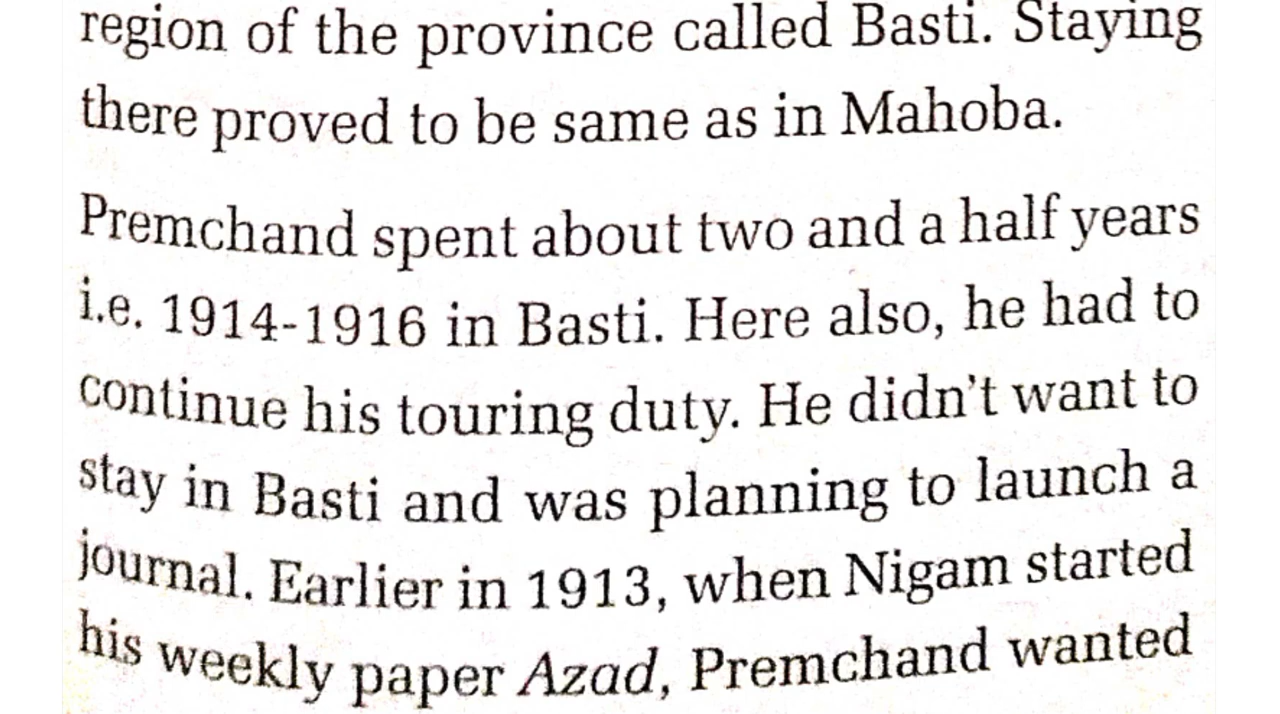 region of the province called Basti. Staying
there proved to be same as in Mahoba.
Premchand spent about two and a half years
i.e. 1914-1916 in Basti. Here also, he had to
continue his touring duty. He didn't want to
stay in Basti and was planning to launch a
journal. Earlier in 1913, when Nigam started
his weekly paper Azad, Premchand wanted